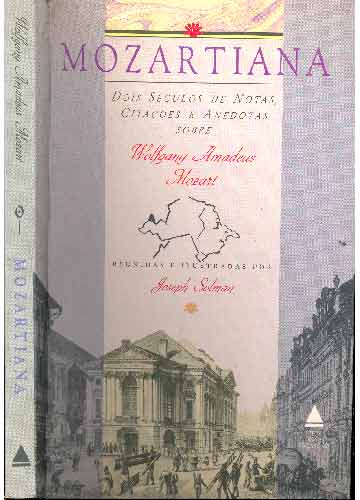 MOZARTIANA
DOIS SÉCULOS DE NOTAS,
CITAÇÕES E ANEDOTAS
SOBRE
Wolfgang Amadeus
Mozart
REUNIDAS E ILUSTRADAS POR
Joseph Solman
Wolfgang Amadeus Mozart
MOZARTIANA